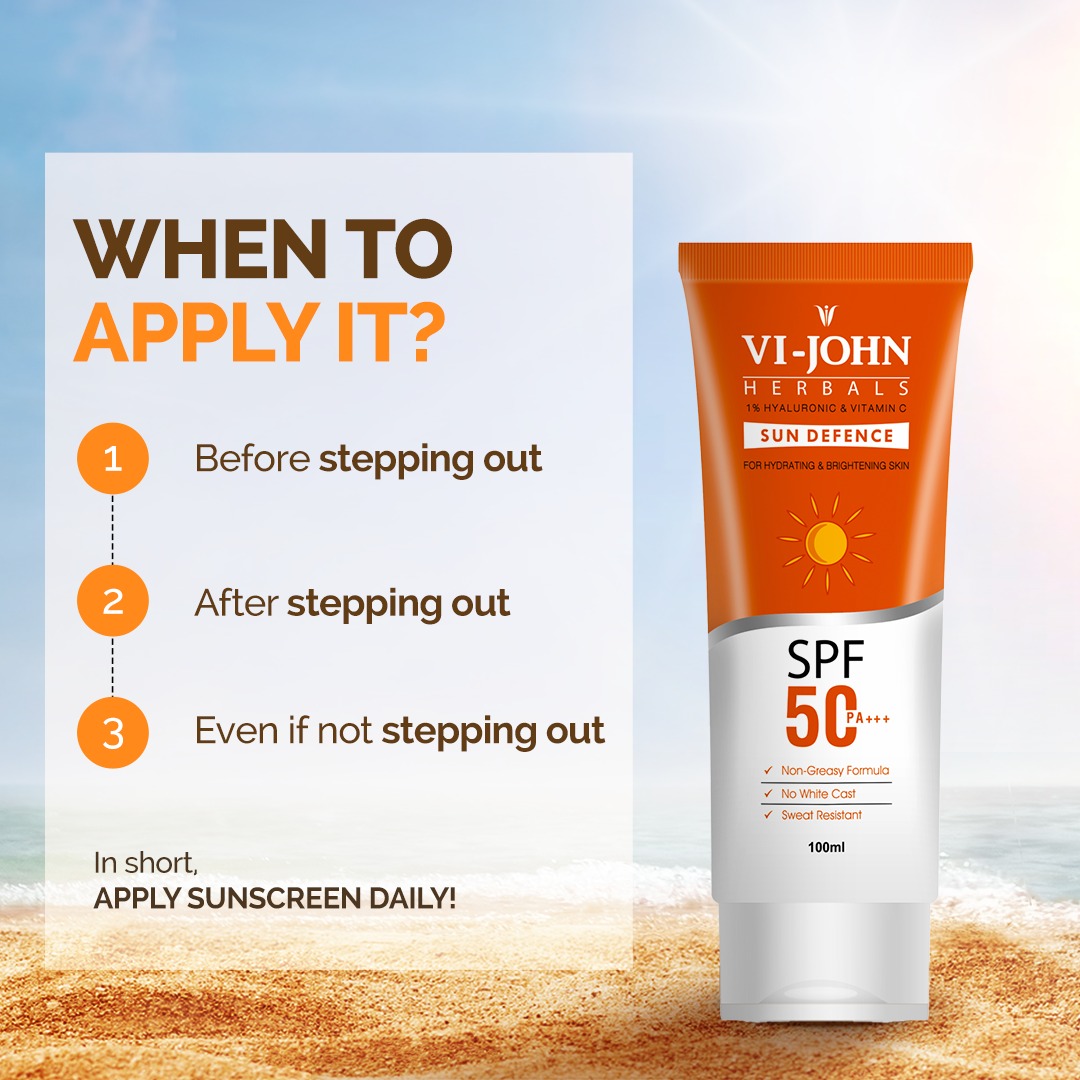 WHEN TO
APPLY IT?
1 Before stepping out
2 After stepping out
3 Even if not stepping out
In short,
APPLY SUNSCREEN DAILY!
VI-JOHN
HERBALS
1% HYALURONIC & VITAMIN C
SUN DEFENCE
FOR HYDRATING & BRIGHTENING SKIN
SPF
50 PA+++
✓ Non-Greasy Formula
✓ No White Cast
✓ Sweat Resistant
100ml